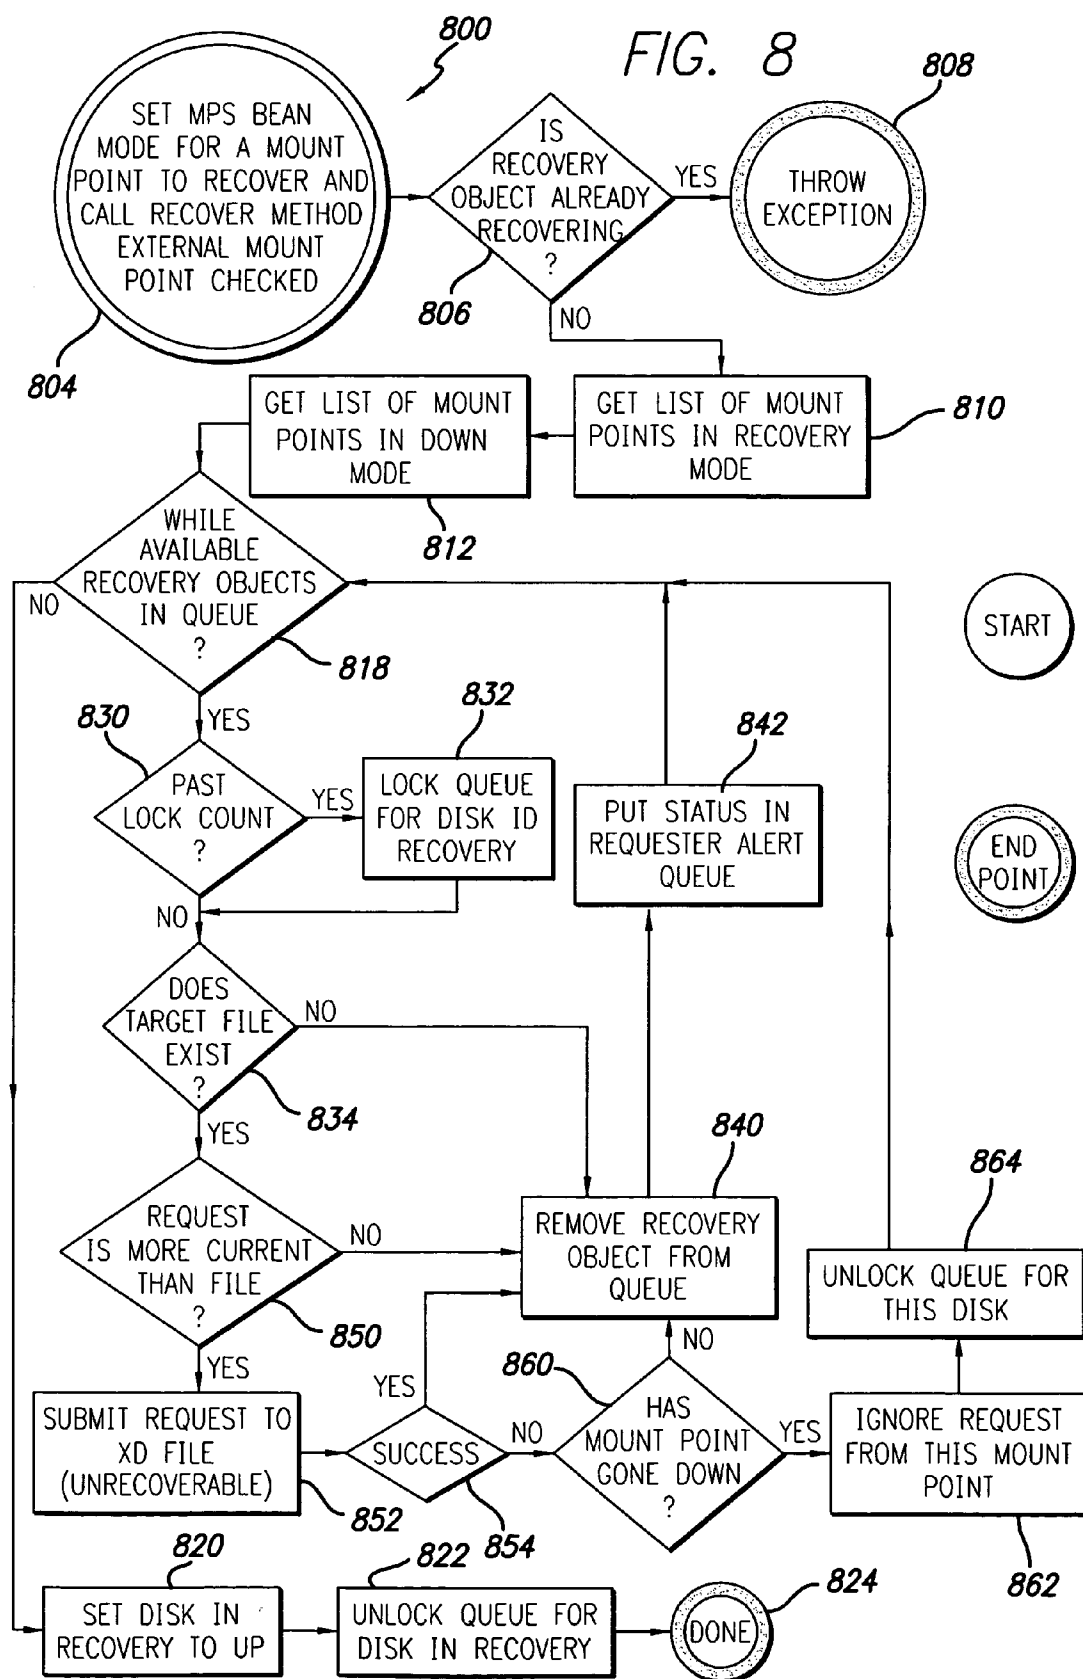 800
FIG. 8
808
SET MPS BEAN
MODE FOR A MOUNT
POINT TO RECOVER AND
CALL RECOVER METHOD
EXTERNAL MOUNT
POINT CHECKED
804
IS
RECOVERY
OBJECT ALREADY
RECOVERING
?
806
YES
THROW
EXCEPTION
NO
GET LIST OF MOUNT
POINTS IN DOWN
MODE
812
GET LIST OF MOUNT
POINTS IN RECOVERY
MODE
810
WHILE
AVAILABLE
RECOVERY OBJECTS
IN QUEUE
?
818
NO
YES
START
830
PAST
LOCK COUNT
?
YES
832
LOCK QUEUE
FOR DISK ID
RECOVERY
842
PUT STATUS IN
REQUESTER ALERT
QUEUE
END
POINT
NO
DOES
TARGET FILE
EXIST
?
NO
834
YES
840
REMOVE RECOVERY
OBJECT FROM
QUEUE
864
UNLOCK QUEUE FOR
THIS DISK
REQUEST
IS MORE CURRENT
THAN FILE
?
NO
850
YES
SUBMIT REQUEST TO
XD FILE
(UNRECOVERABLE)
852
YES
SUCCESS
NO
854
860
NO
HAS
MOUNT POINT
GONE DOWN
?
YES
IGNORE REQUEST
FROM THIS MOUNT
POINT
862
820
SET DISK IN
RECOVERY TO UP
822
UNLOCK QUEUE FOR
DISK IN RECOVERY
DONE
824